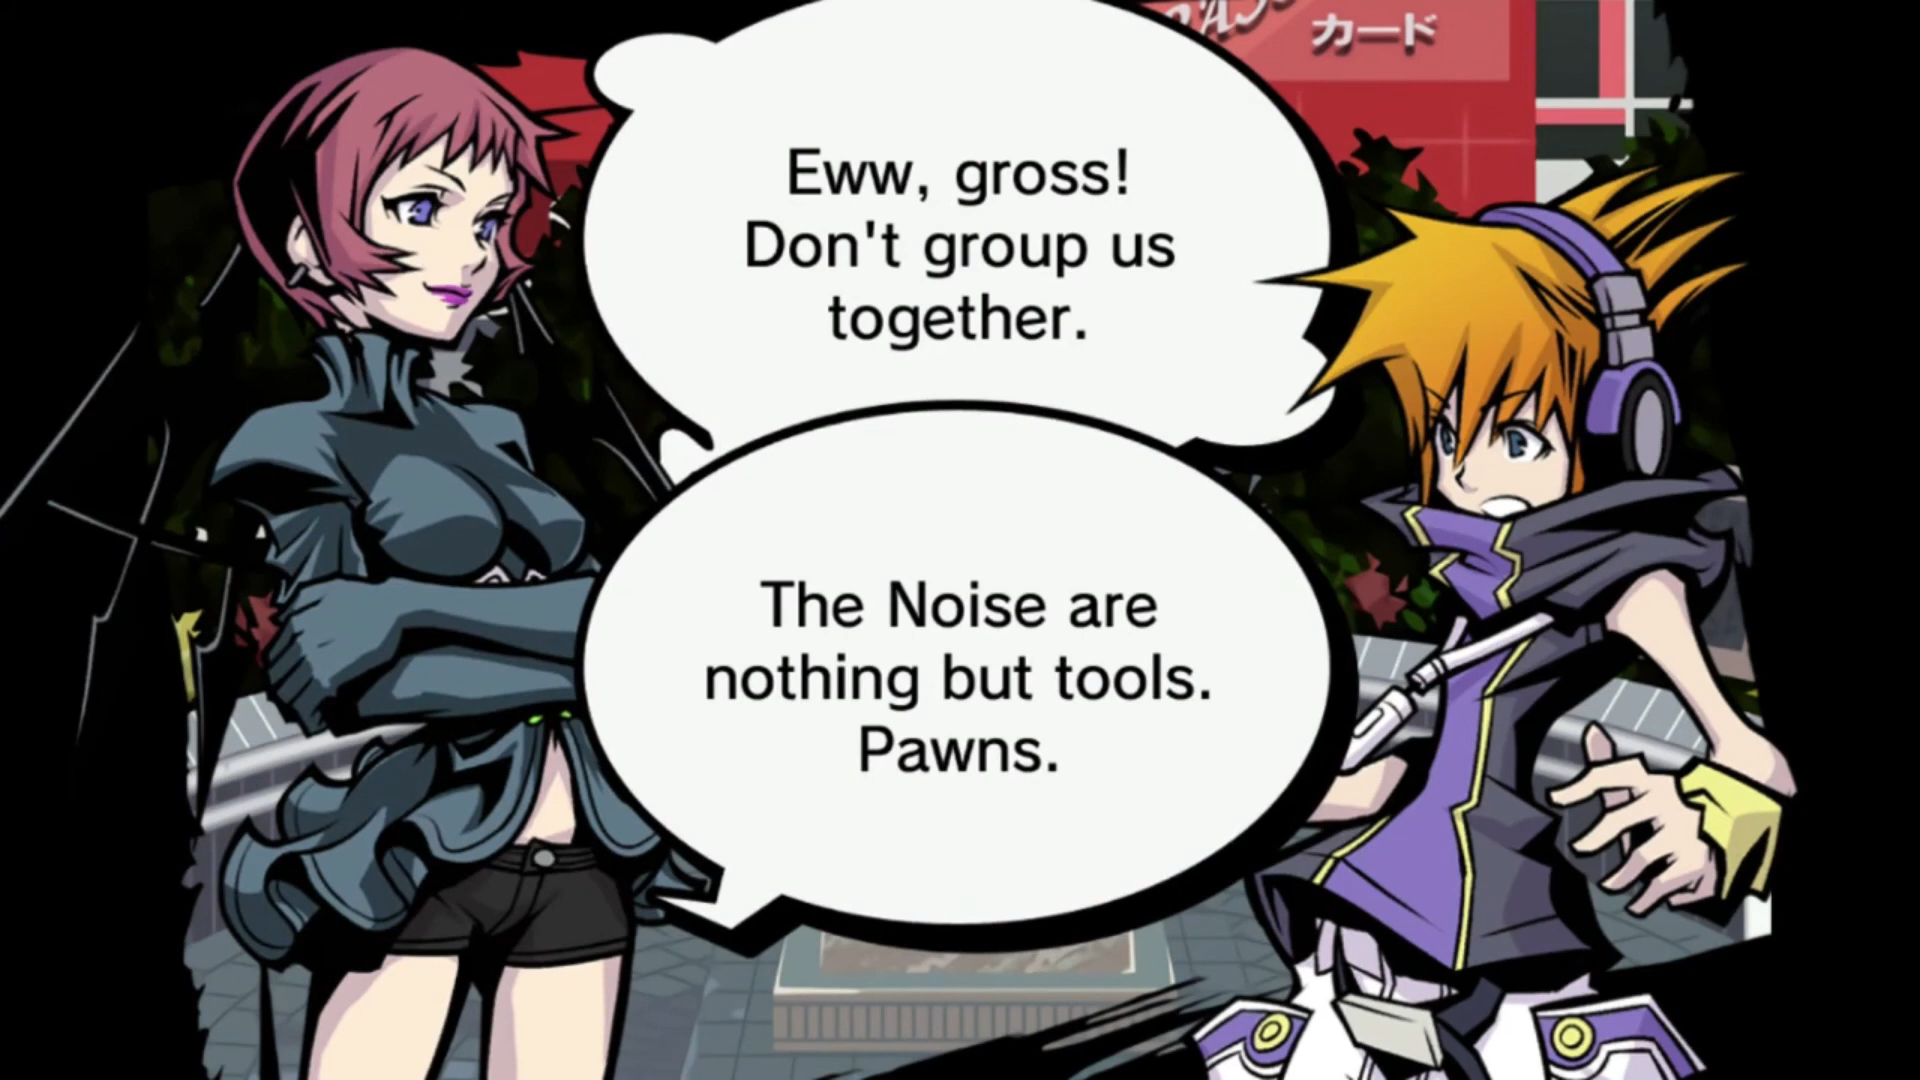 カード
Eww, gross!
Don't group us
together.
The Noise are
nothing but tools.
Pawns.